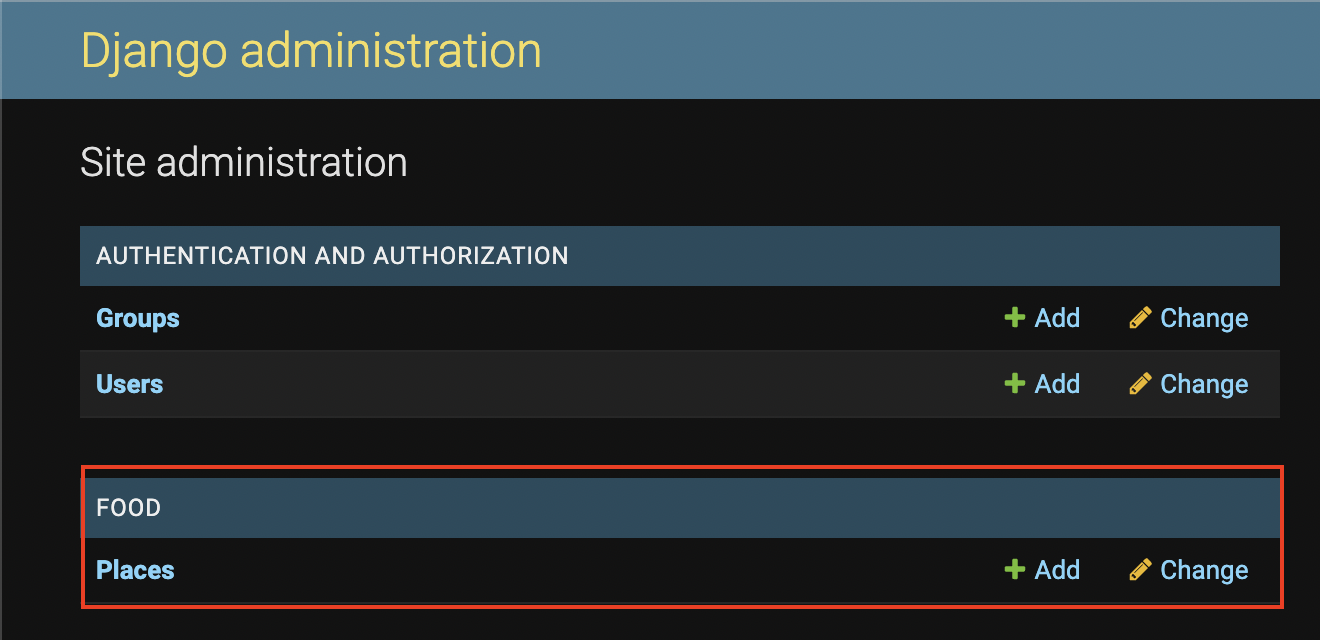 Django administration
Site administration
AUTHENTICATION AND AUTHORIZATION
Groups Add Change
Users Add Change
FOOD
Places Add Change